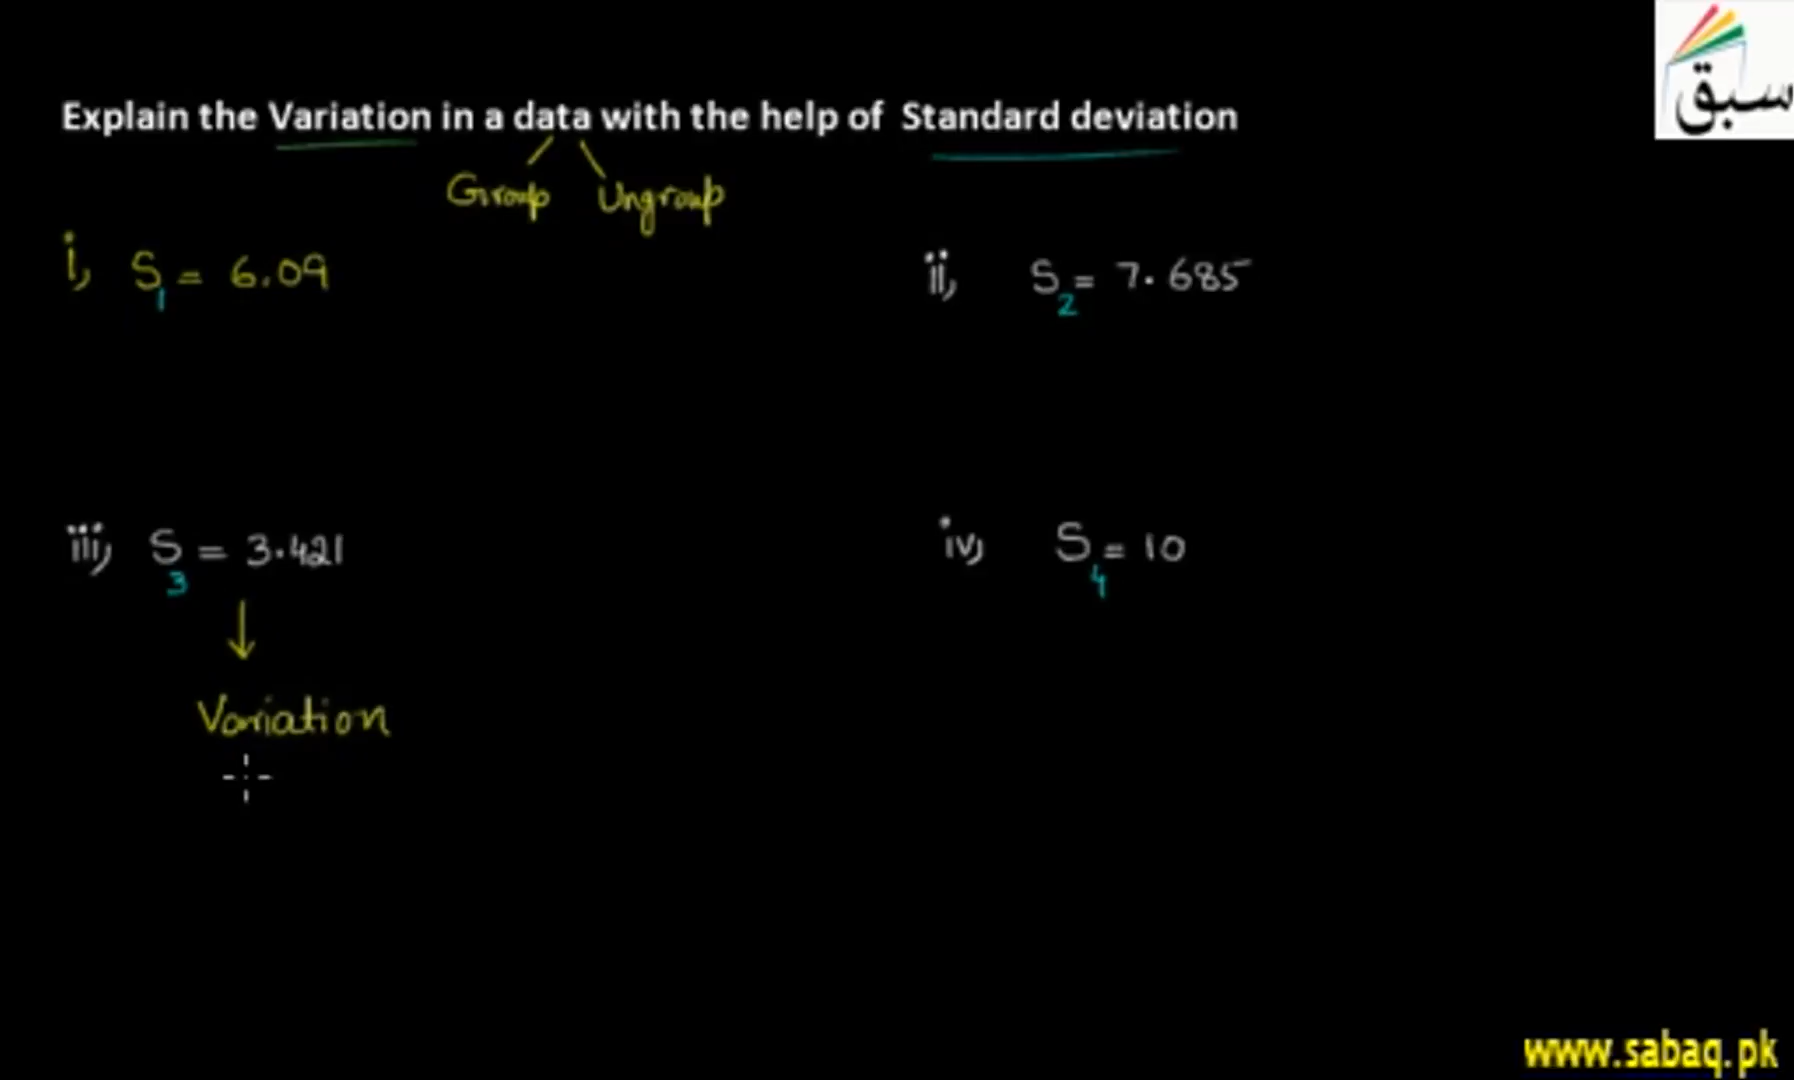 سبق
Explain the Variation in a data with the help of Standard deviation
Group Ungroup
i, S1 = 6.09
ii, S2 = 7.685
iii, S3 = 3.421
iv, S4 = 10
Variation
www.sabaq.pk